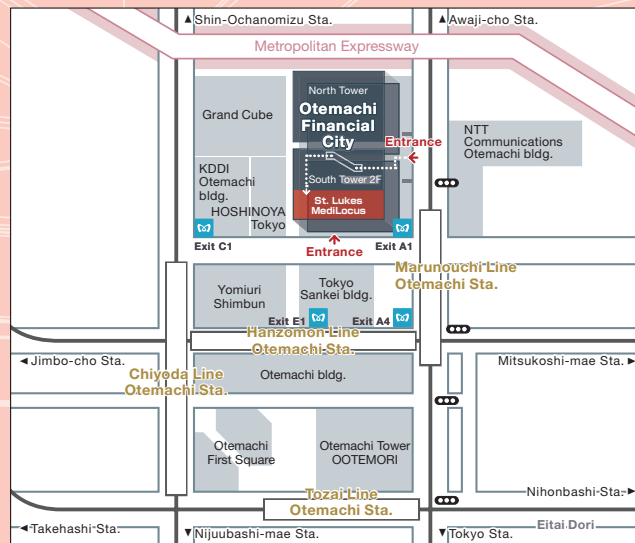 ▲Shin-Ochanomizu Sta.
▲Awaji-cho Sta.
Metropolitan Expressway
North Tower
Otemachi
Financial
City
South Tower 2F
St. Lukes
MediLocus
Grand Cube
KDDI
Otemachi
bldg.
HOSHINOYA
Tokyo
Entrance
NTT
Communications
Otemachi bldg.
Exit C1
Entrance
Exit A1
Marunouchi Line
Otemachi Sta.
Yomiuri
Shimbun
Tokyo
Sankei bldg.
Exit E1
Exit A4
Hanzomon Line
Otemachi Sta.
◄Jimbo-cho Sta.
Mitsukoshi-mae Sta.►
Chiyoda Line
Otemachi Sta.
Otemachi bldg.
Otemachi
First Square
Otemachi Tower
OOTEMORI
Tozai Line
Otemachi Sta.
Nihonbashi-Sta.►
◄Takehashi-Sta.
▼Nijuubashi-mae Sta.
▼Tokyo Sta.
Eitai Dori